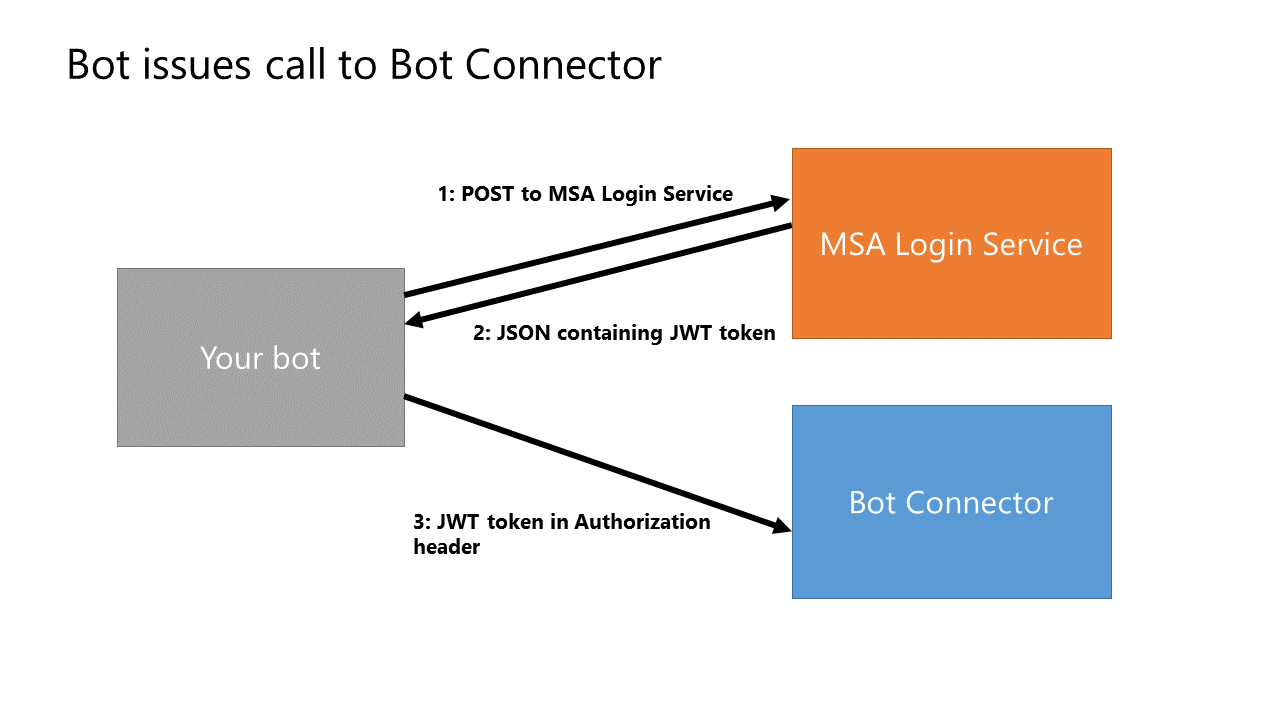 Bot issues call to Bot Connector
1: POST to MSA Login Service
MSA Login Service
2: JSON containing JWT token
Your bot
Bot Connector
3: JWT token in Authorization
header